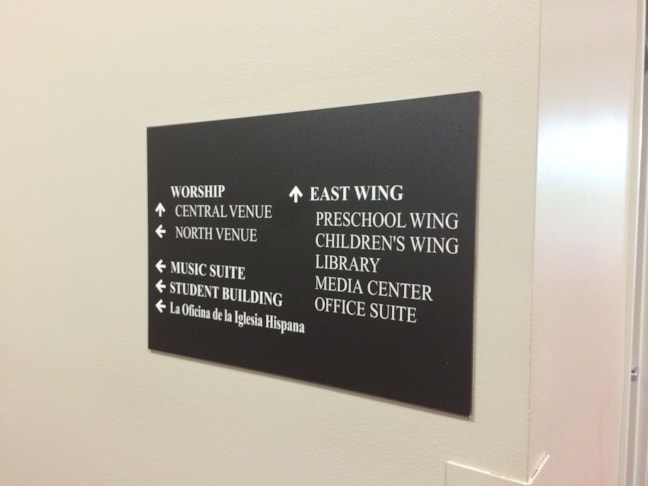 WORSHIP
↑ CENTRAL VENUE
← NORTH VENUE
← MUSIC SUITE
← STUDENT BUILDING
← La Oficina de la Iglesia Hispana
↑ EAST WING
PRESCHOOL WING
CHILDREN'S WING
LIBRARY
MEDIA CENTER
OFFICE SUITE